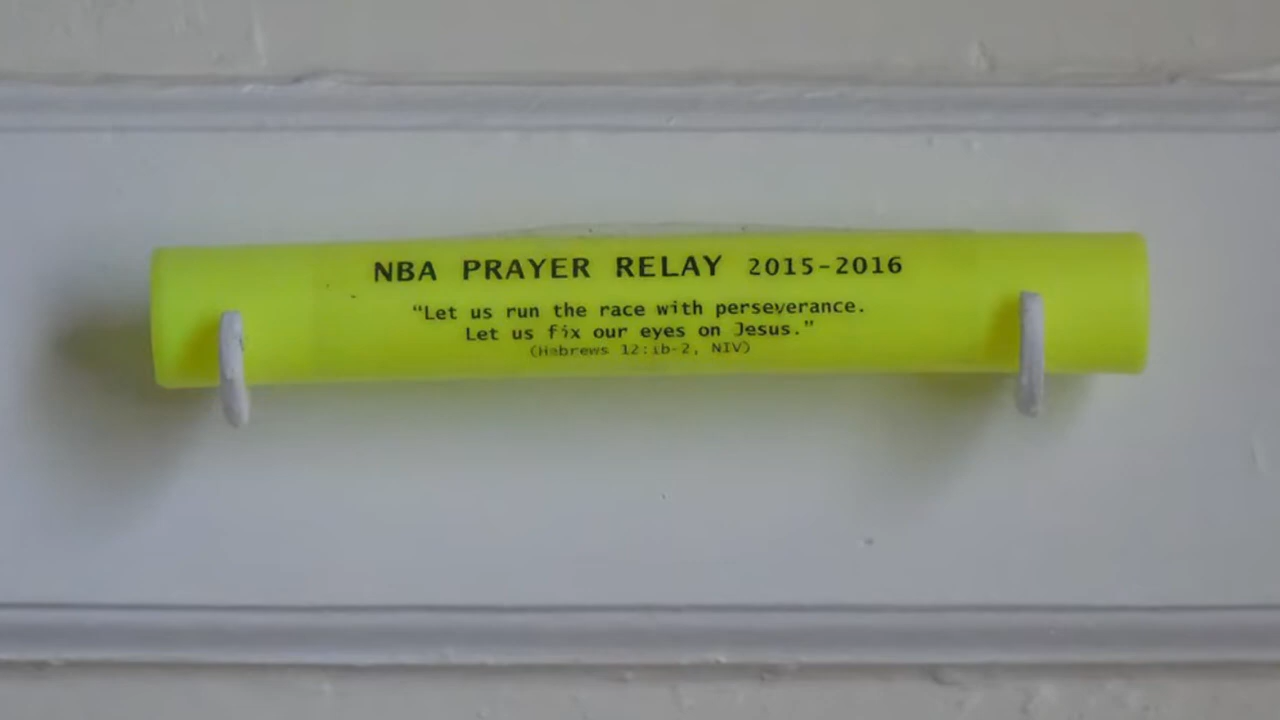 NBA PRAYER RELAY 2015-2016
“Let us run the race with perseverance.
Let us fix our eyes on Jesus.”
(Hebrews 12:1b-2, NIV)